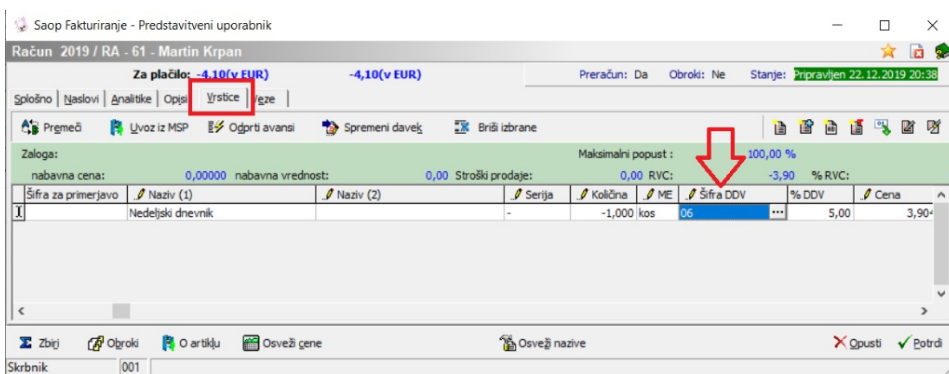 Saop Fakturiranje - Predstavitveni uporabnik
Račun 2019 / RA - 61 - Martin Krpan
Za plačilo: -4,10(v EUR) -4,10(v EUR) Preračun: Da Obroki: Ne Stanje: Pripravljen 22.12.2019 20:38
Splošno Naslovi Analitike Opisi Vrstice Veze
Premeči Uvoz iz MSP Odprti avansi Spremeni davek Briši izbrane
Zaloga: Maksimalni popust : 100,00 %
nabavna cena: 0,00000 nabavna vrednost: 0,00 Stroški prodaje: 0,00 RVC: -3,90 % RVC:
Šifra za primerjavo Naziv (1) Naziv (2) Serija Količina ME Šifra DDV % DDV Cena
Nedeljski dnevnik - -1,000 kos 06 ... 5,00 3,904
Zbirj Obroki O artiklu Osveži cene Osveži nazive Opusti Potrdi
Skrbnik 001